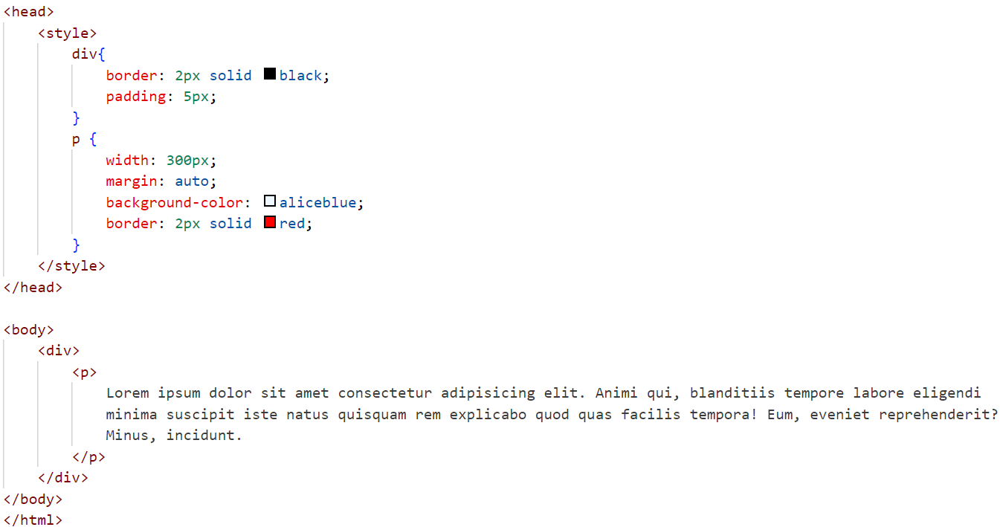 <head>
<style>
div{
border: 2px solid black;
padding: 5px;
}
p {
width: 300px;
margin: auto;
background-color: aliceblue;
border: 2px solid red;
}
</style>
</head>
<body>
<div>
<p>
Lorem ipsum dolor sit amet consectetur adipisicing elit. Animi qui, blanditiis tempore labore eligendi
minima suscipit iste natus quisquam rem explicabo quod quas facilis tempora! Eum, eveniet reprehenderit?
Minus, incidunt.
</p>
</div>
</body>
</html>